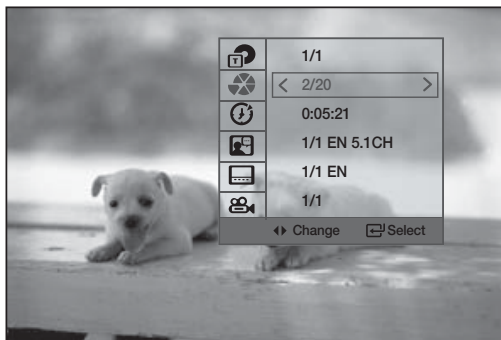 T
1/1
< 2/20 >
0:05:21
1/1 EN 5.1CH
1/1 EN
1/1
Change Select